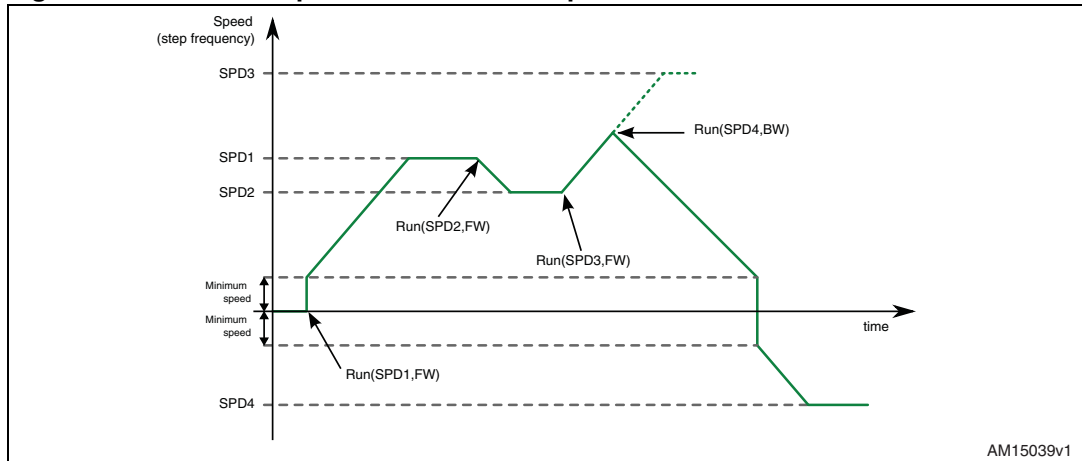 Speed
(step frequency)
SPD3
Run(SPD4,BW)
SPD1
SPD2
Run(SPD2,FW)
Run(SPD3,FW)
Minimum
speed
Minimum
speed
time
Run(SPD1,FW)
SPD4
AM15039v1